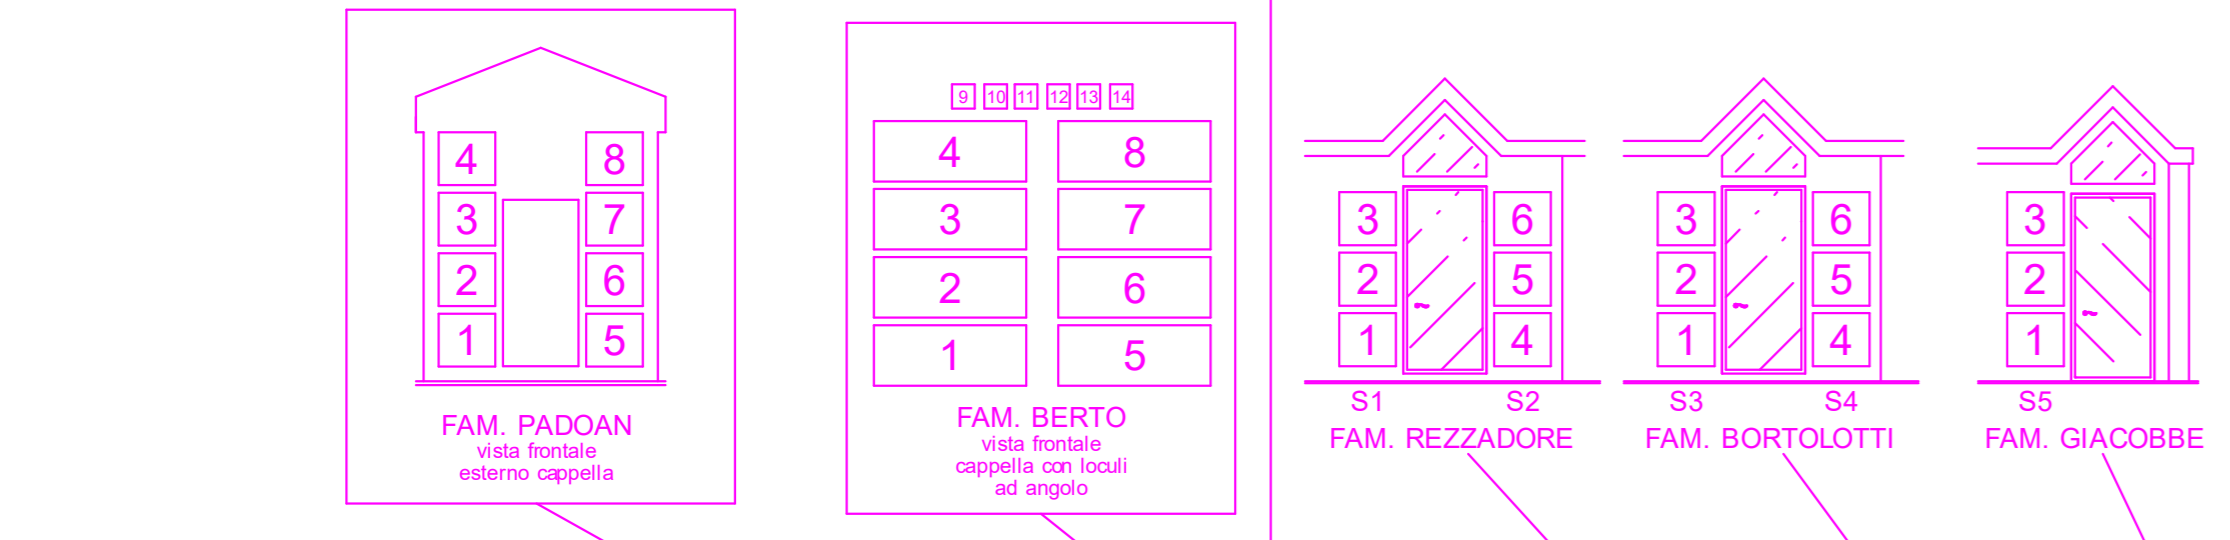 4 8
3 7
2 6
1 5
FAM. PADOAN
vista frontale
esterno cappella
9 10 11 12 13 14
4 8
3 7
2 6
1 5
FAM. BERTO
vista frontale
cappella con loculi
ad angolo
3 6
2 5
1 4
S1 S2
FAM. REZZADORE
3 6
2 5
1 4
S3 S4
FAM. BORTOLOTTI
3
2
1
S5
FAM. GIACOBBE